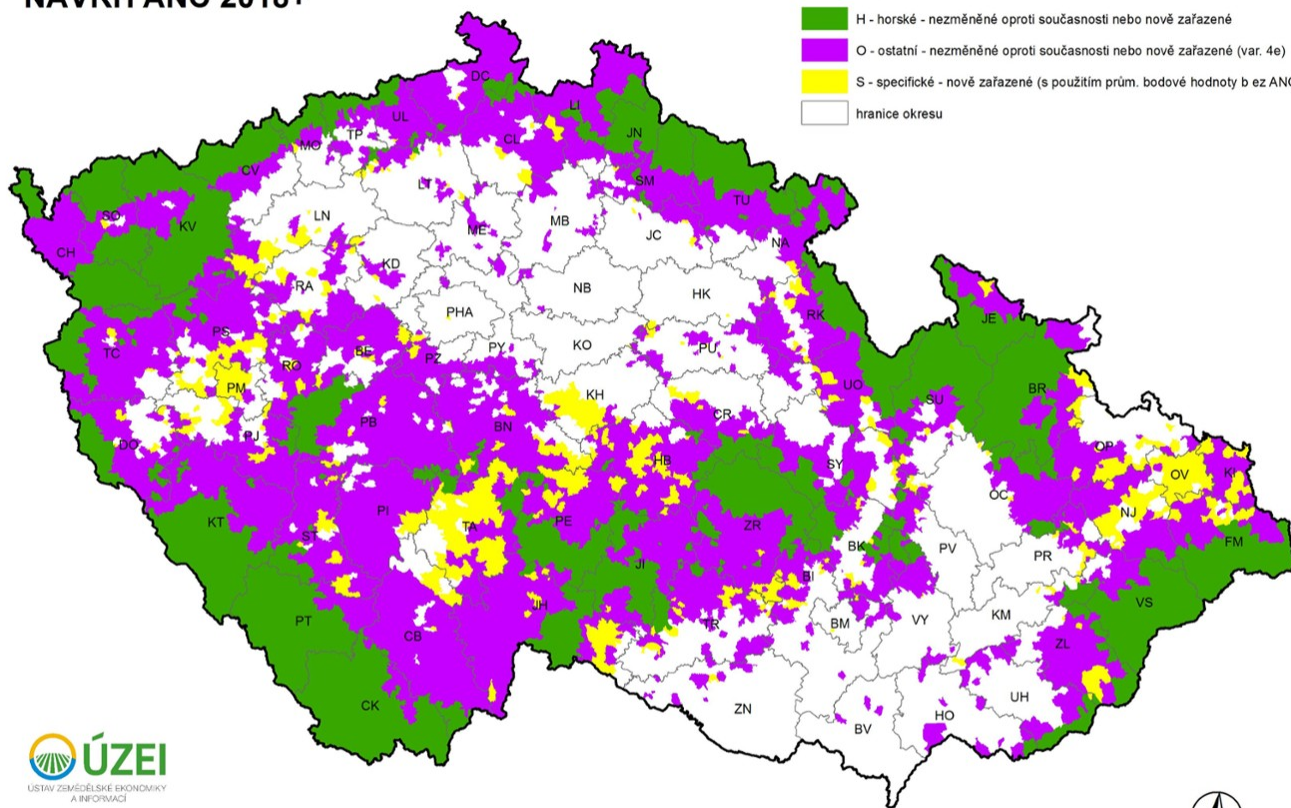 NÁVRH ANC 2018+
H - horské - nezměněné oproti současnosti nebo nově zařazené
O - ostatní - nezměněné oproti současnosti nebo nově zařazené (var. 4e)
S - specifické - nově zařazené (s použitím prům. bodové hodnoty b ez ANC
hranice okresu
DC
LI
UL
JN
TP
MO
CL
CV
SM
LT
TU
SO
KV
LN
MB
ME
JC
CH
NA
KD
RA
NB
HK
PHA
RK
JE
PS
TC
BE
PZ
PY
KO
PU
RO
PM
UO
BR
KH
SU
CR
PB
BN
DO
PJ
HB
SY
OP
OV
KI
OC
NJ
KT
PI
TA
PE
ZR
ST
BK
PV
PR
FM
JI
BI
JH
VS
PT
CB
TR
BM
VY
KM
ZL
CK
ZN
BV
HO
UH
ÚZEI
ÚSTAV ZEMĚDĚLSKÉ EKONOMIKY
A INFORMACÍ